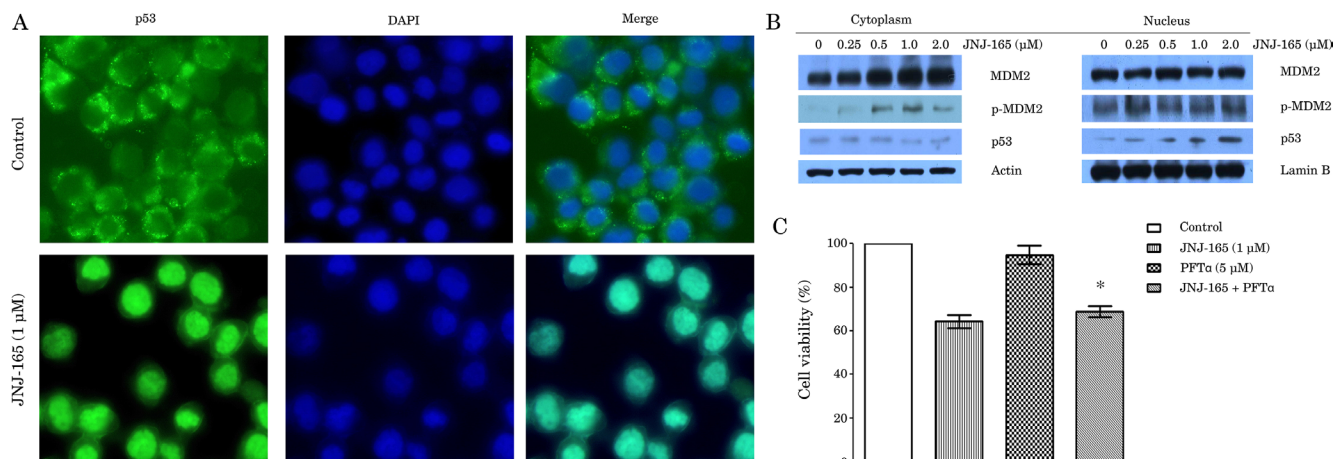 A
p53
DAPI
Merge
Control
JNJ-165 (1 μM)
B
Cytoplasm
Nucleus
0 0.25 0.5 1.0 2.0 JNJ-165 (μM)
0 0.25 0.5 1.0 2.0 JNJ-165 (μM)
MDM2
MDM2
p-MDM2
p-MDM2
p53
p53
Actin
Lamin B
C
Control
JNJ-165 (1 μM)
PFTα (5 μM)
JNJ-165 + PFTα
Cell viability (%)
100
80
60
40
20
*